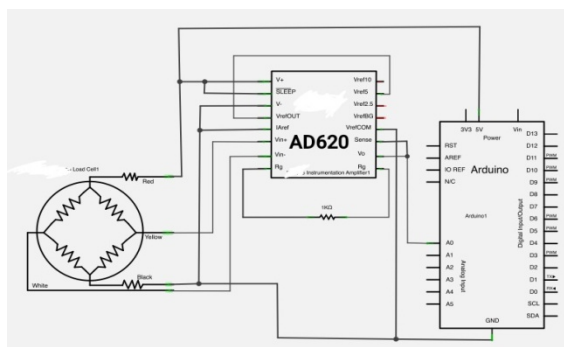 V+
SLEEP
V-
VrefOUT
IAref
Vin+
Vin-
Rg
Vref10
Vref5
Vref2.5
VrefBG
VrefCOM
Sense
Vo
Rg
AD620
Instrumentation Amplifier1
1KΩ
- Load Cell1
Red
Yellow
Black
White
3V3 5V
Vin
Power
RST
AREF
IO REF
N/C
Arduino
Arduino1
A0
A1
A2
A3
A4
A5
Analog Input
Digital Input/Output
D13
D12
D11
D10
D9
D8
D7
D6
D5
D4
D3
D2
D1
D0
SCL
SDA
PWM
PWM
PWM
PWM
PWM
PWM
GND